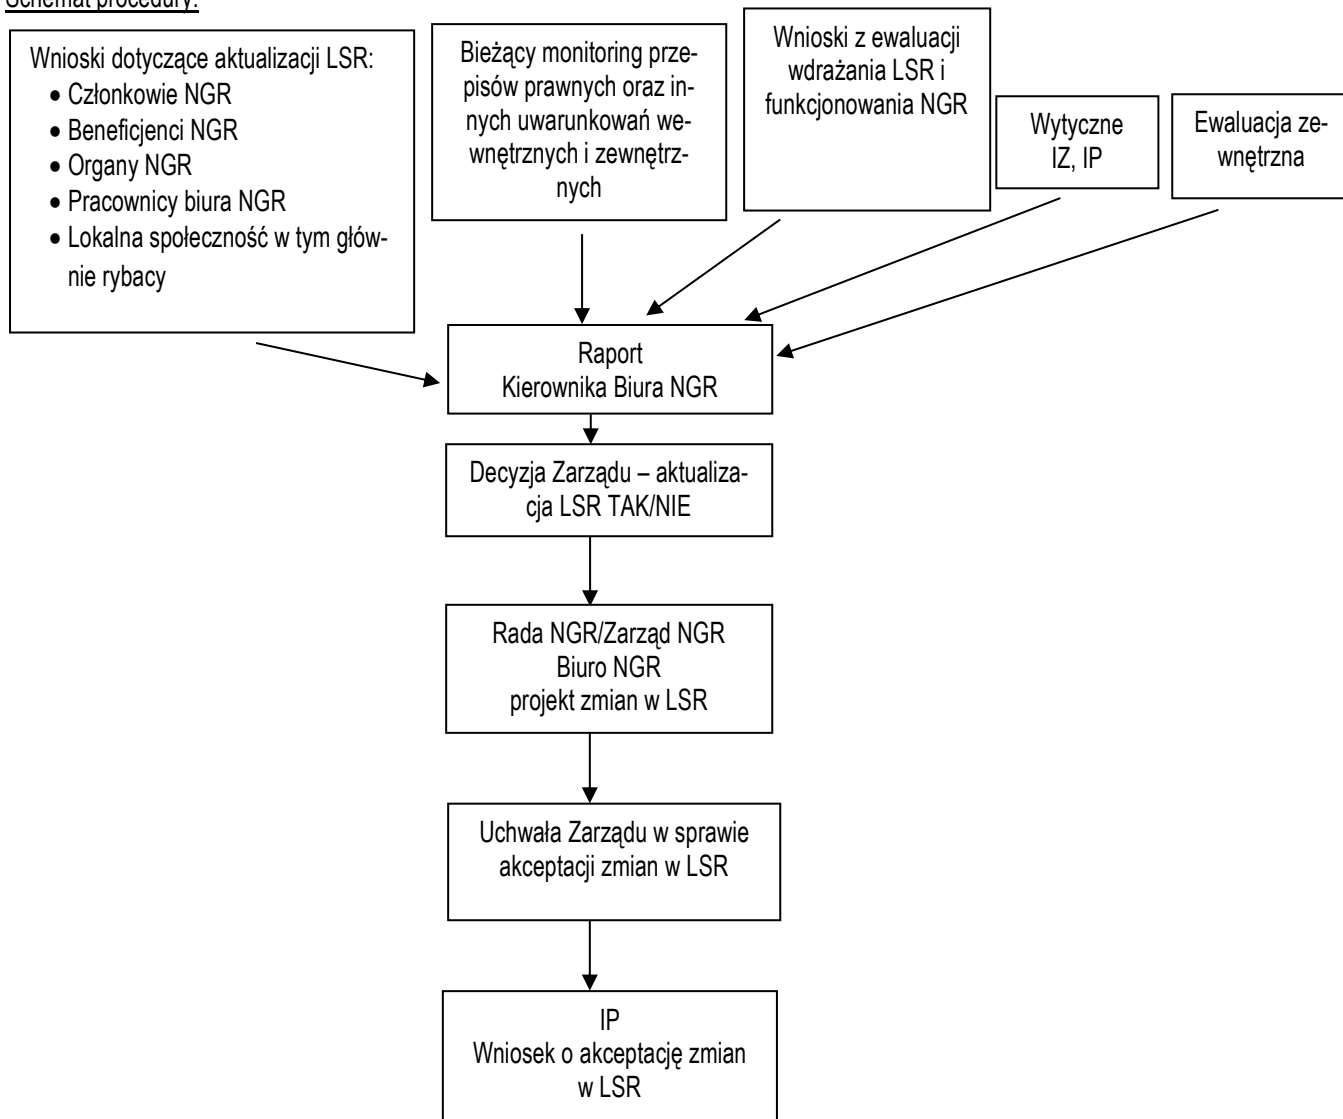 Schemat procedury:
Wnioski dotyczące aktualizacji LSR:
• Członkowie NGR
• Beneficjenci NGR
• Organy NGR
• Pracownicy biura NGR
• Lokalna społeczność w tym głów-
nie rybacy
Bieżący monitoring prze-
pisów prawnych oraz in-
nych uwarunkowań we-
wnętrznych i zewnętrz-
nych
Wnioski z ewaluacji
wdrażania LSR i
funkcjonowania NGR
Wytyczne
IZ, IP
Ewaluacja ze-
wnętrzna
Raport
Kierownika Biura NGR
Decyzja Zarządu – aktualiza-
cja LSR TAK/NIE
Rada NGR/Zarząd NGR
Biuro NGR
projekt zmian w LSR
Uchwała Zarządu w sprawie
akceptacji zmian w LSR
IP
Wniosek o akceptację zmian
w LSR